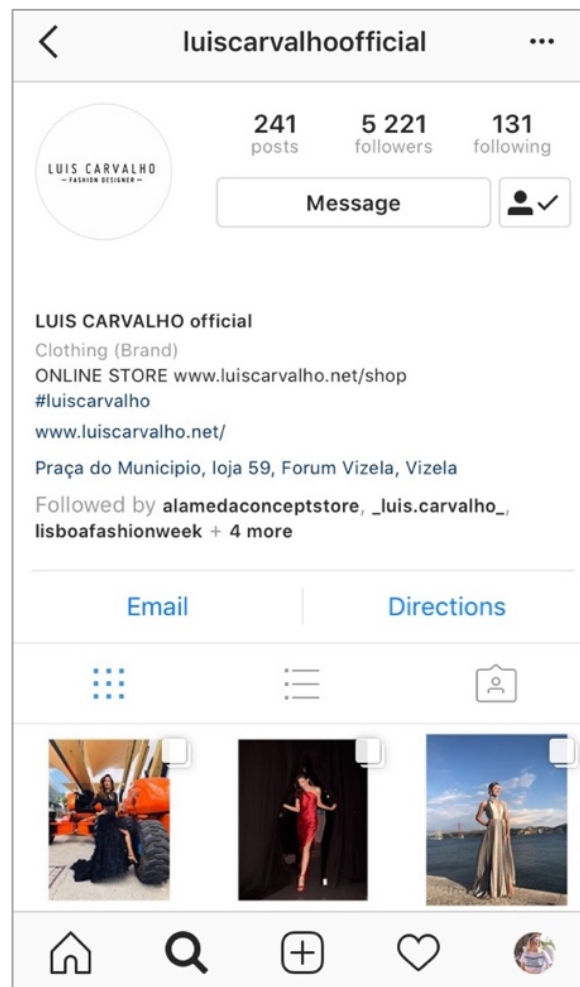 luiscarvalhoofficial
241 5 221 131
posts followers following
LUIS CARVALHO
– FASHION DESIGNER –
Message
LUIS CARVALHO official
Clothing (Brand)
ONLINE STORE www.luiscarvalho.net/shop
#luiscarvalho
www.luiscarvalho.net/
Praça do Municipio, loja 59, Forum Vizela, Vizela
Followed by alamedaconceptstore, _luis.carvalho_,
lisboafashionweek + 4 more
Email Directions